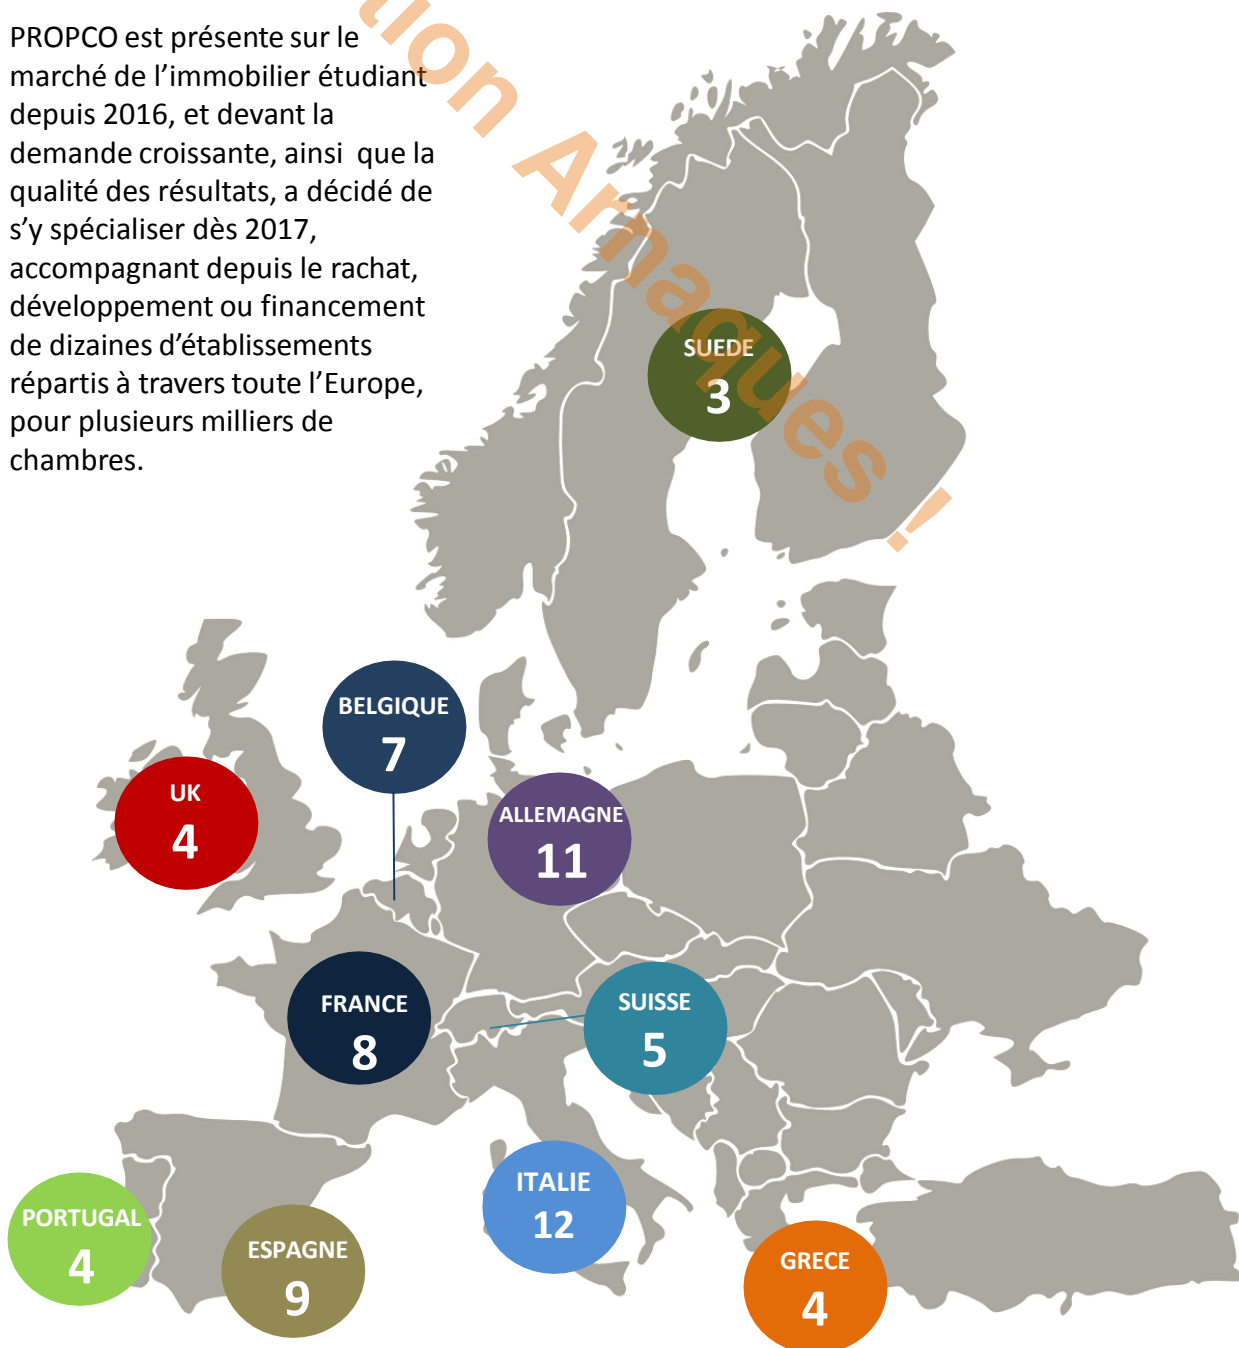 PROPCO est présente sur le
marché de l’immobilier étudiant
depuis 2016, et devant la
demande croissante, ainsi que la
qualité des résultats, a décidé de
s’y spécialiser dès 2017,
accompagnant depuis le rachat,
développement ou financement
de dizaines d’établissements
répartis à travers toute l’Europe,
pour plusieurs milliers de
chambres.
Arnaques !
SUEDE
3
BELGIQUE
7
UK
4
ALLEMAGNE
11
FRANCE
8
SUISSE
5
ITALIE
12
PORTUGAL
4
ESPAGNE
9
GRECE
4